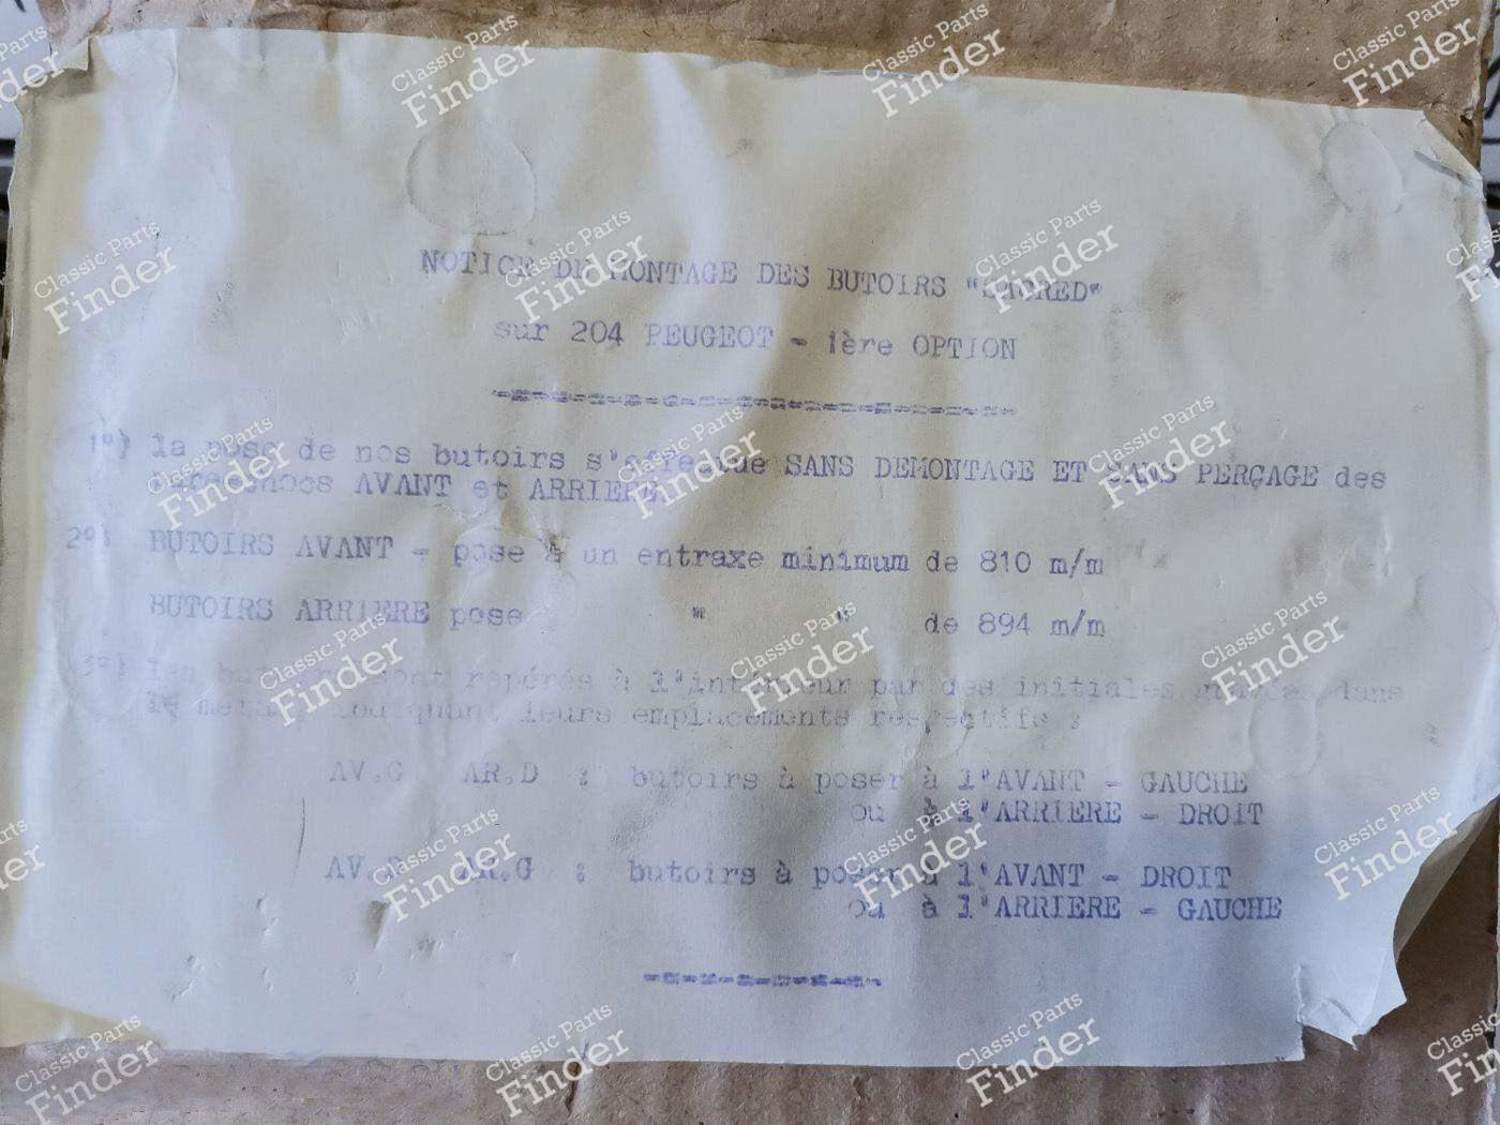 NOTICE DE MONTAGE DES BUTOIRS "SACRED"
sur 204 PEUGEOT - 1ère OPTION
1°) la pose de nos butoirs s'effectue SANS DEMONTAGE ET SANS PERÇAGE des
parechocs AVANT et ARRIERE
2°) BUTOIRS AVANT - pose à un entraxe minimum de 810 m/m
BUTOIRS ARRIERE pose " " de 894 m/m
3°) les butoirs sont repérés à l'intérieur par des initiales dans
le métal indiquant leurs emplacements respectifs :
AV.G AR.D : butoirs à poser à l'AVANT - GAUCHE
ou à l'ARRIERE - DROIT
AV.D AR.G : butoirs à poser à l'AVANT - DROIT
ou à l'ARRIERE - GAUCHE
Classic Parts
Finder